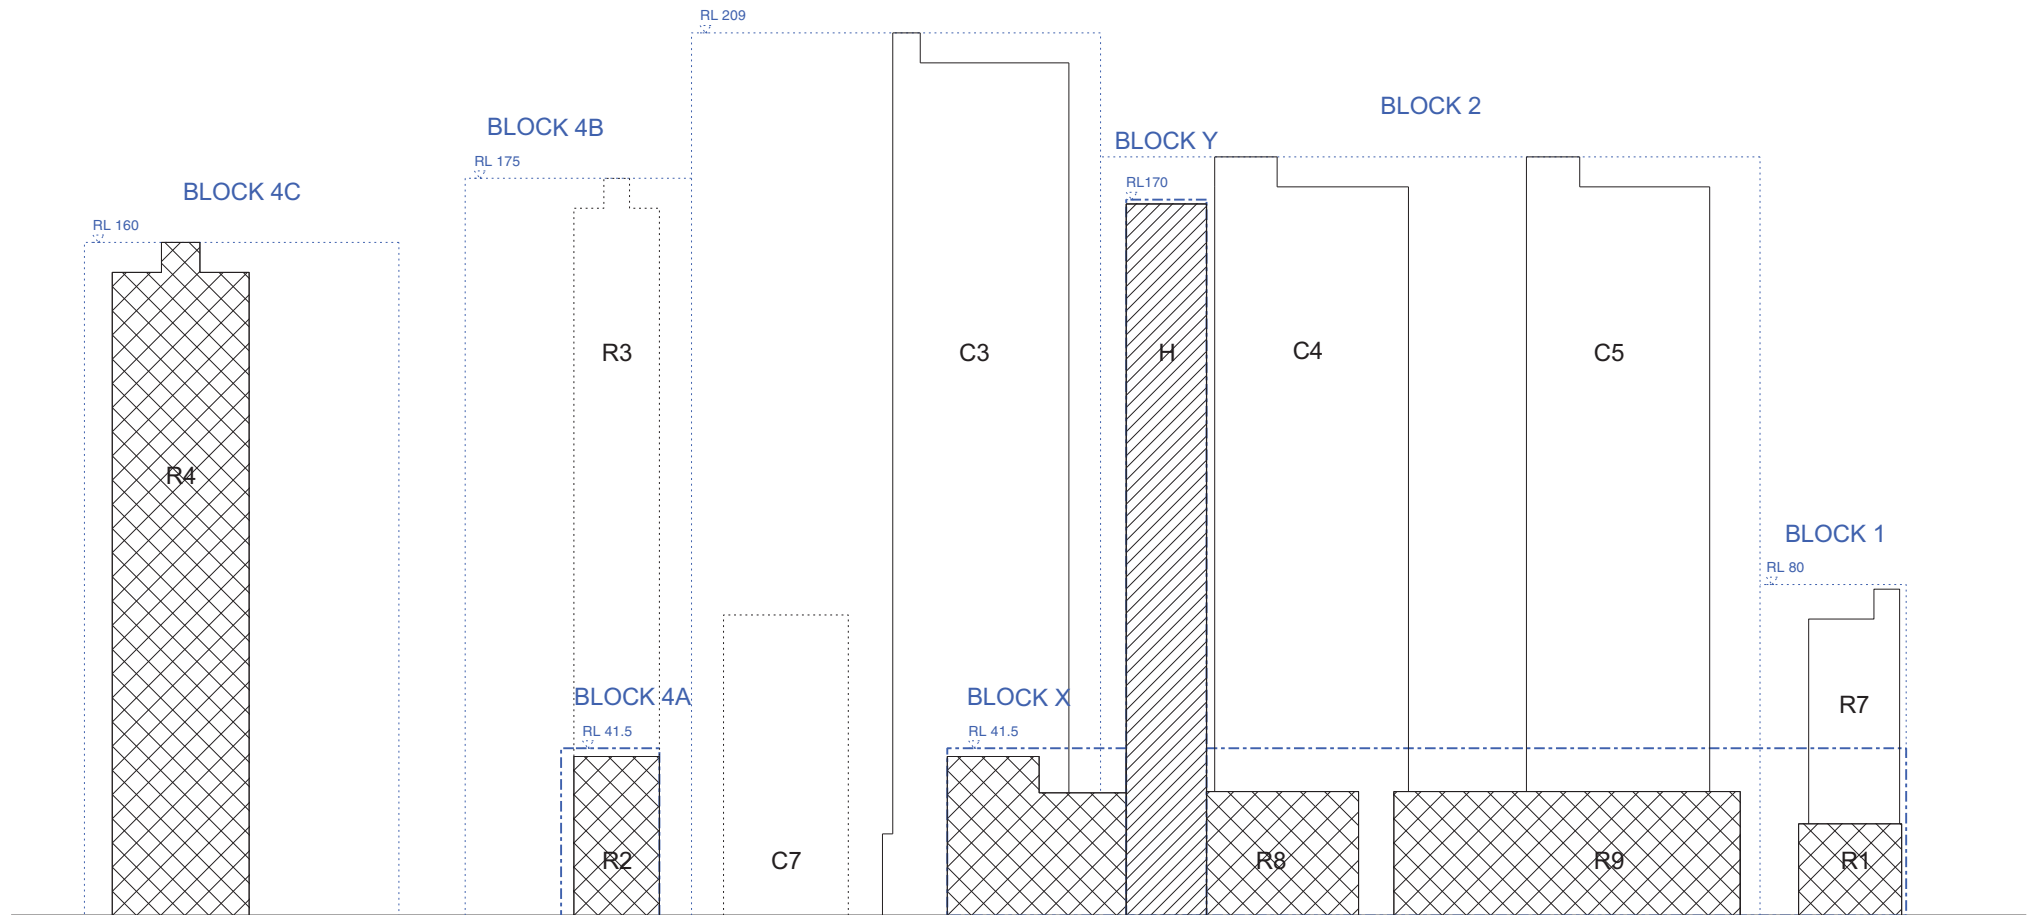 RL 209
BLOCK 2
BLOCK 4B
BLOCK Y
RL 175
RL170
BLOCK 4C
RL 160
R3
C3
H
C4
C5
R4
BLOCK 1
RL 80
BLOCK 4A
BLOCK X
R7
RL 41.5
RL 41.5
R2
C7
R8
R9
R1